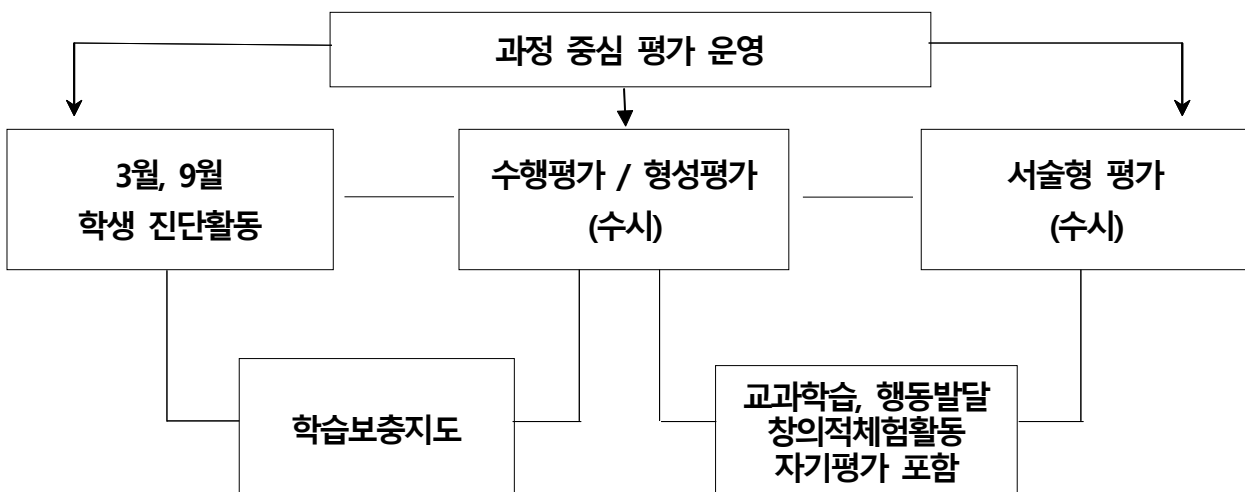 과정 중심 평가 운영
3월, 9월
학생 진단활동
수행평가 / 형성평가
(수시)
서술형 평가
(수시)
학습보충지도
교과학습, 행동발달
창의적체험활동
자기평가 포함